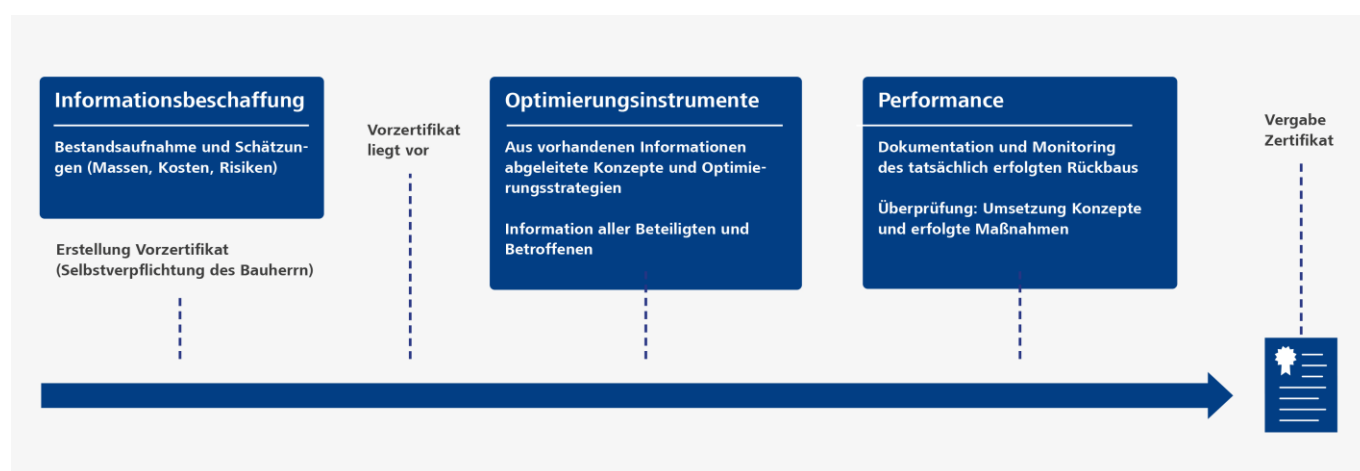 Informationsbeschaffung
Bestandsaufnahme und Schätzun-
gen (Massen, Kosten, Risiken)
Erstellung Vorzertifikat
(Selbstverpflichtung des Bauherrn)
Vorzertifikat
liegt vor
Optimierungsinstrumente
Aus vorhandenen Informationen
abgeleitete Konzepte und Optimie-
rungsstrategien
Information aller Beteiligten und
Betroffenen
Performance
Dokumentation und Monitoring
des tatsächlich erfolgten Rückbaus
Überprüfung: Umsetzung Konzepte
und erfolgte Maßnahmen
Vergabe
Zertifikat